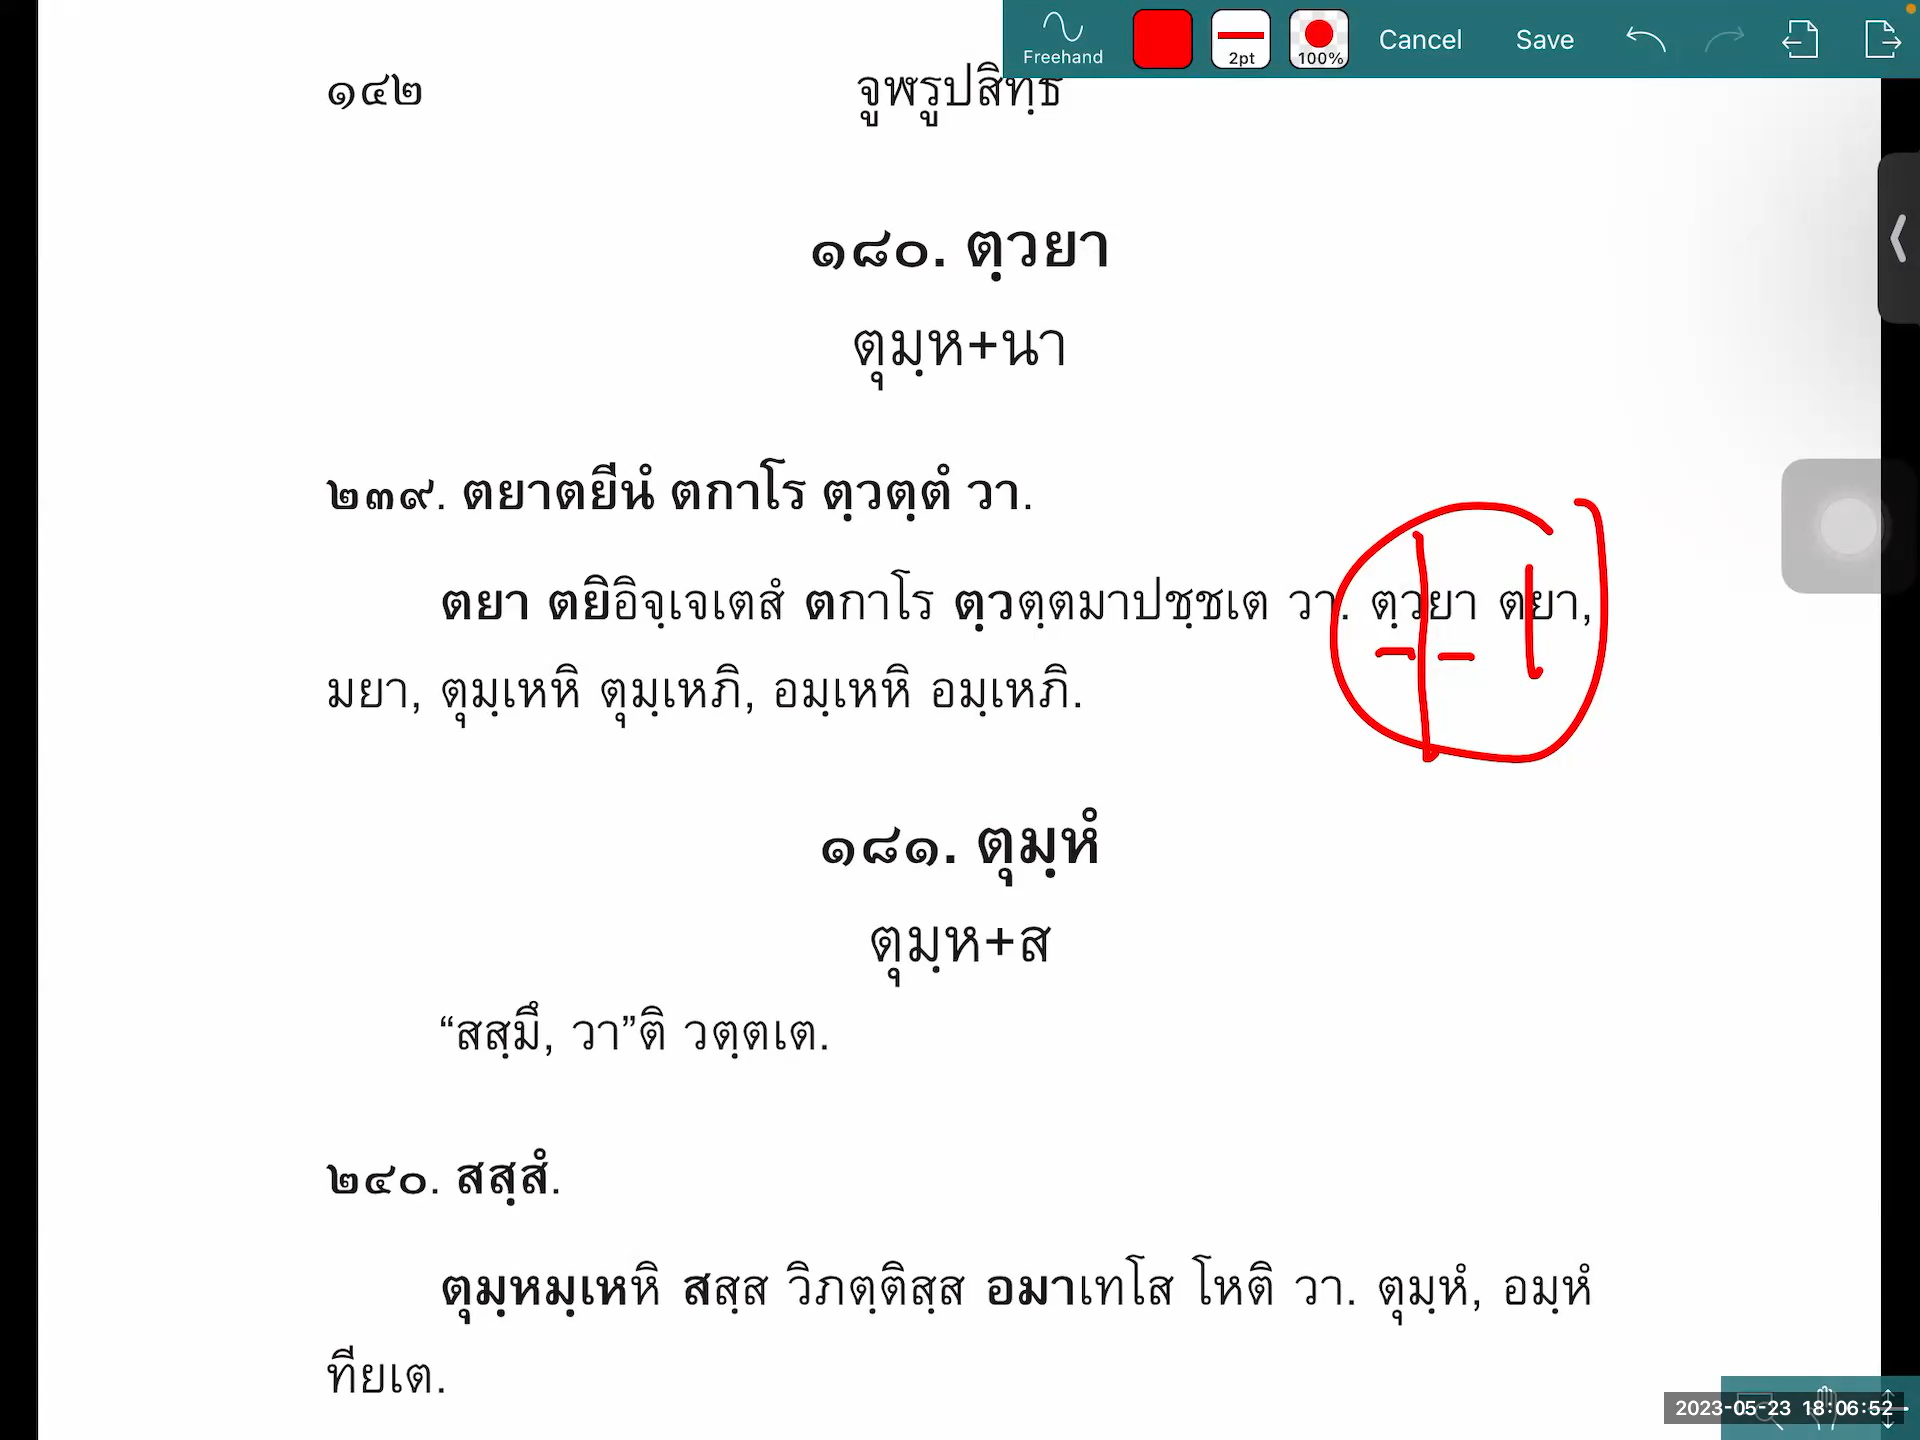 Freehand 2pt 100% Cancel Save
๑๔๒ จูฬรูปสิทฺธิ
๑๘๐. ตฺวยา
ตุมฺห+นา
๒๓๙. ตยาตยีนํ ตกาโร ตฺวตฺตํ วา.
ตยา ตยิอิจฺเจเตสํ ตกาโร ตฺวตฺตมาปชฺชเต วา. ตฺวยา ตยา,
มยา, ตุมฺเหหิ ตุมฺเหภิ, อมฺเหหิ อมฺเหภิ.
๑๘๑. ตุมฺหํ
ตุมฺห+ส
“สสฺมึ, วา”ติ วตฺตเต.
๒๔๐. สสฺสํ.
ตุมฺหมฺเหหิ สสฺส วิภตฺติสฺส อมาเทโส โหติ วา. ตุมฺหํ, อมฺหํ
ทียเต.
2023-05-23 18:06:52